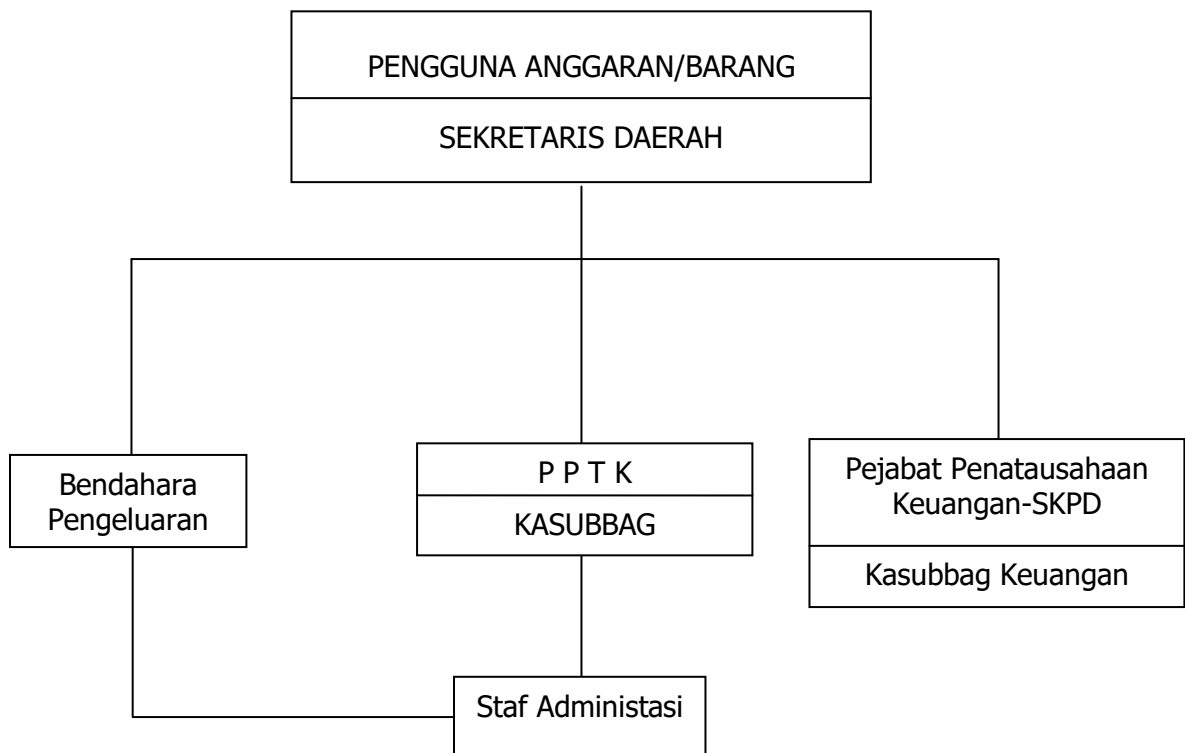 PENGGUNA ANGGARAN/BARANG
SEKRETARIS DAERAH
Bendahara
Pengeluaran
P P T K
KASUBBAG
Pejabat Penatausahaan
Keuangan-SKPD
Kasubbag Keuangan
Staf Administasi